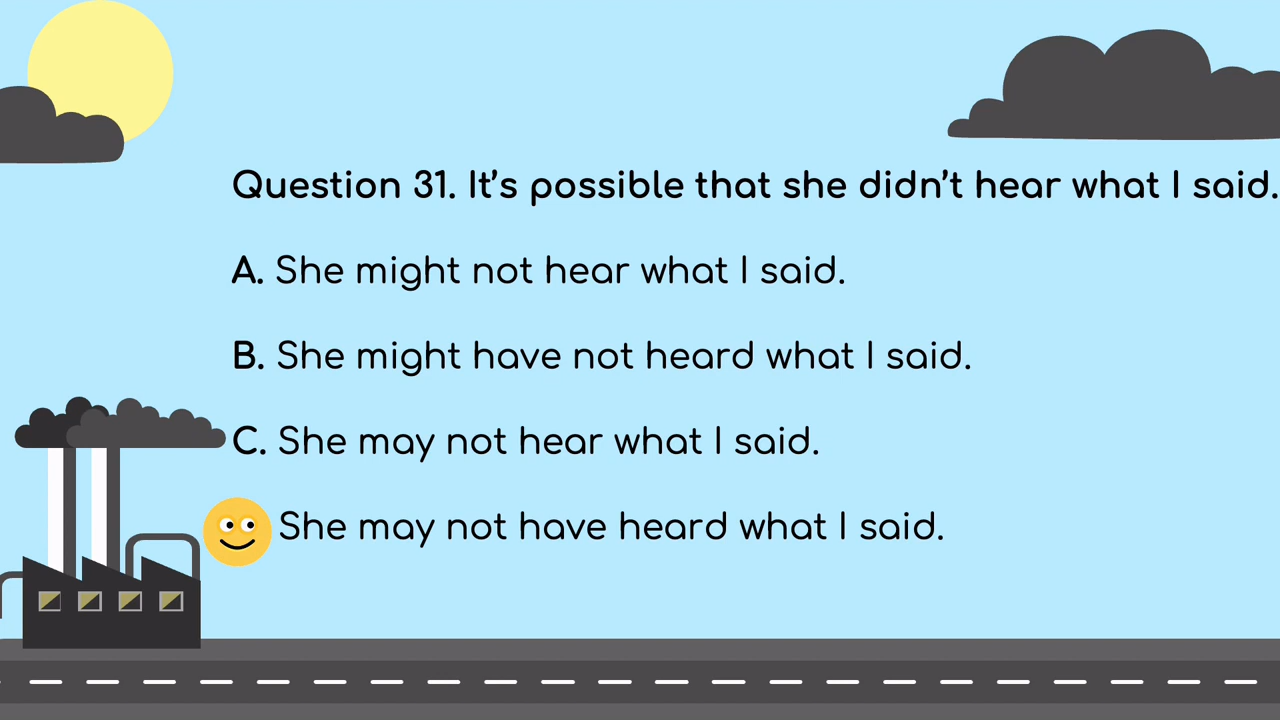 Question 31. It’s possible that she didn’t hear what I said.
A. She might not hear what I said.
B. She might have not heard what I said.
C. She may not hear what I said.
She may not have heard what I said.